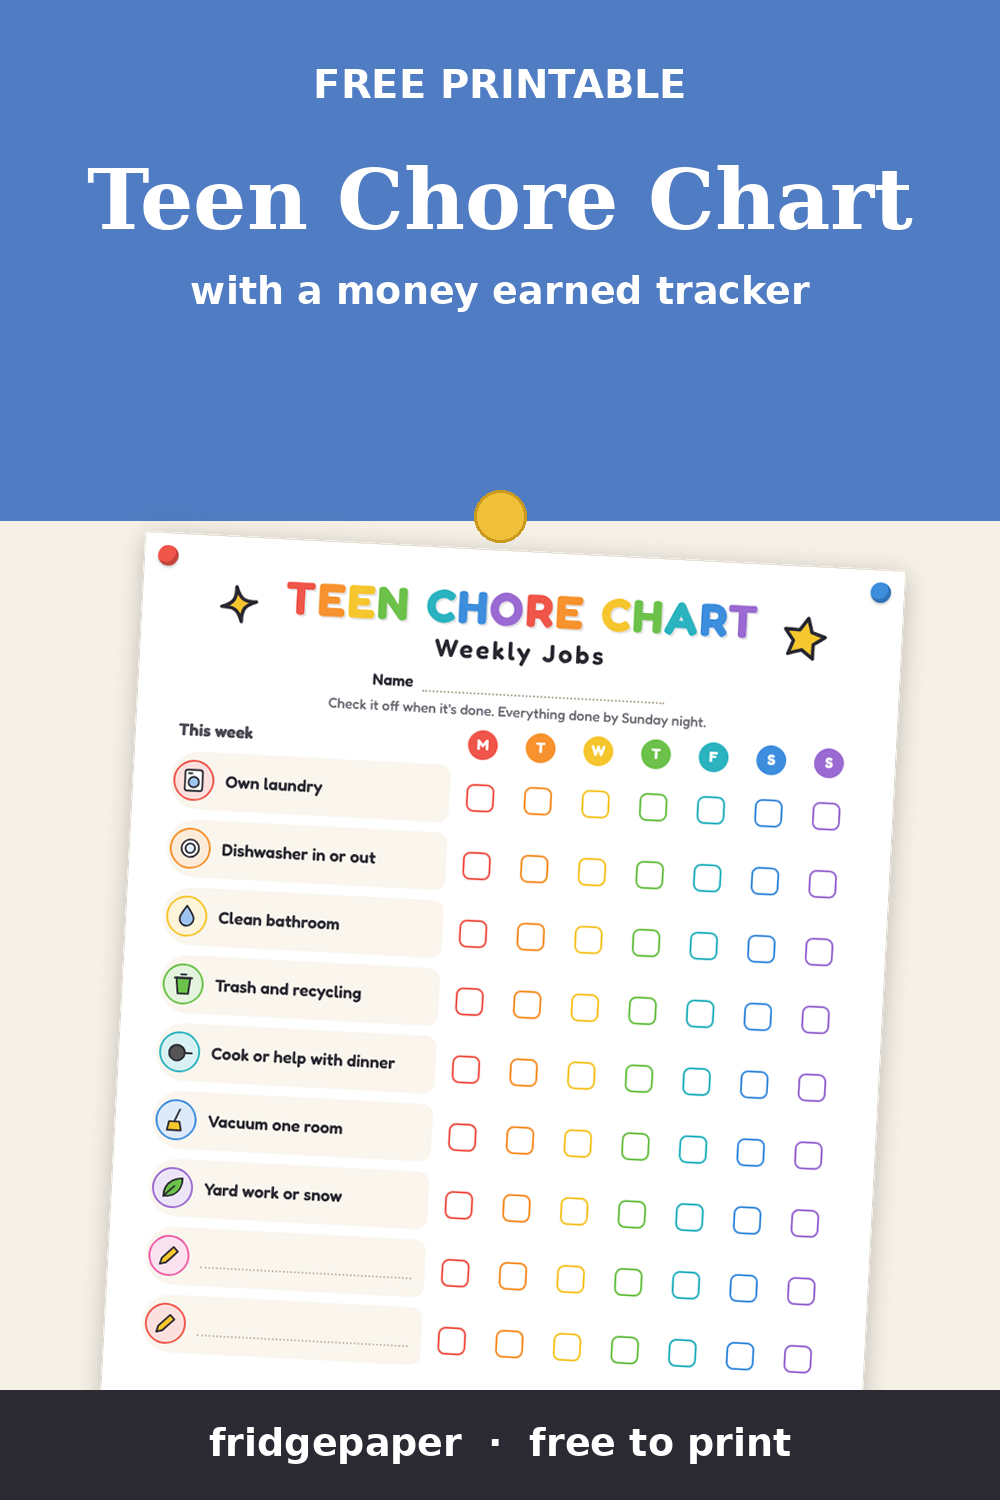 FREE PRINTABLE
Teen Chore Chart
with a money earned tracker
TEEN CHORE CHART
Weekly Jobs
Name
Check it off when it's done. Everything done by Sunday night.
This week
M T W T F S S
Own laundry
Dishwasher in or out
Clean bathroom
Trash and recycling
Cook or help with dinner
Vacuum one room
Yard work or snow
fridgepaper · free to print